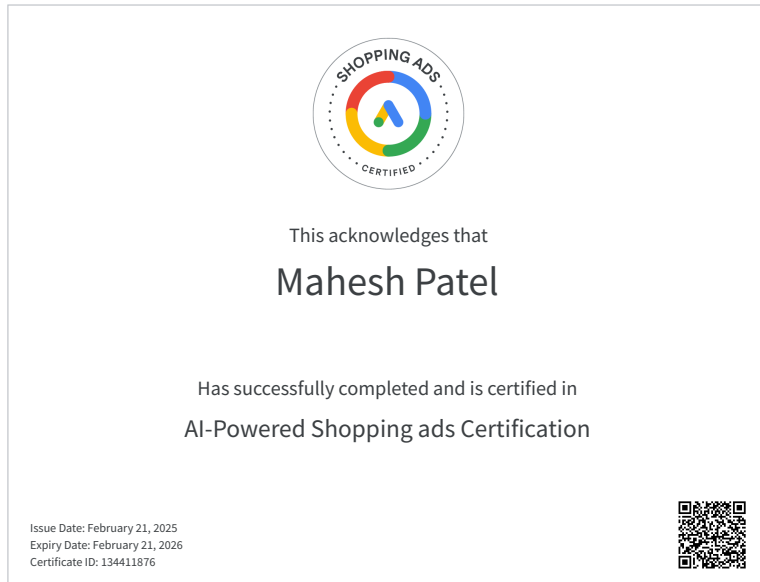 SHOPPING ADS
CERTIFIED
This acknowledges that
Mahesh Patel
Has successfully completed and is certified in
AI-Powered Shopping ads Certification
Issue Date: February 21, 2025
Expiry Date: February 21, 2026
Certificate ID: 134411876